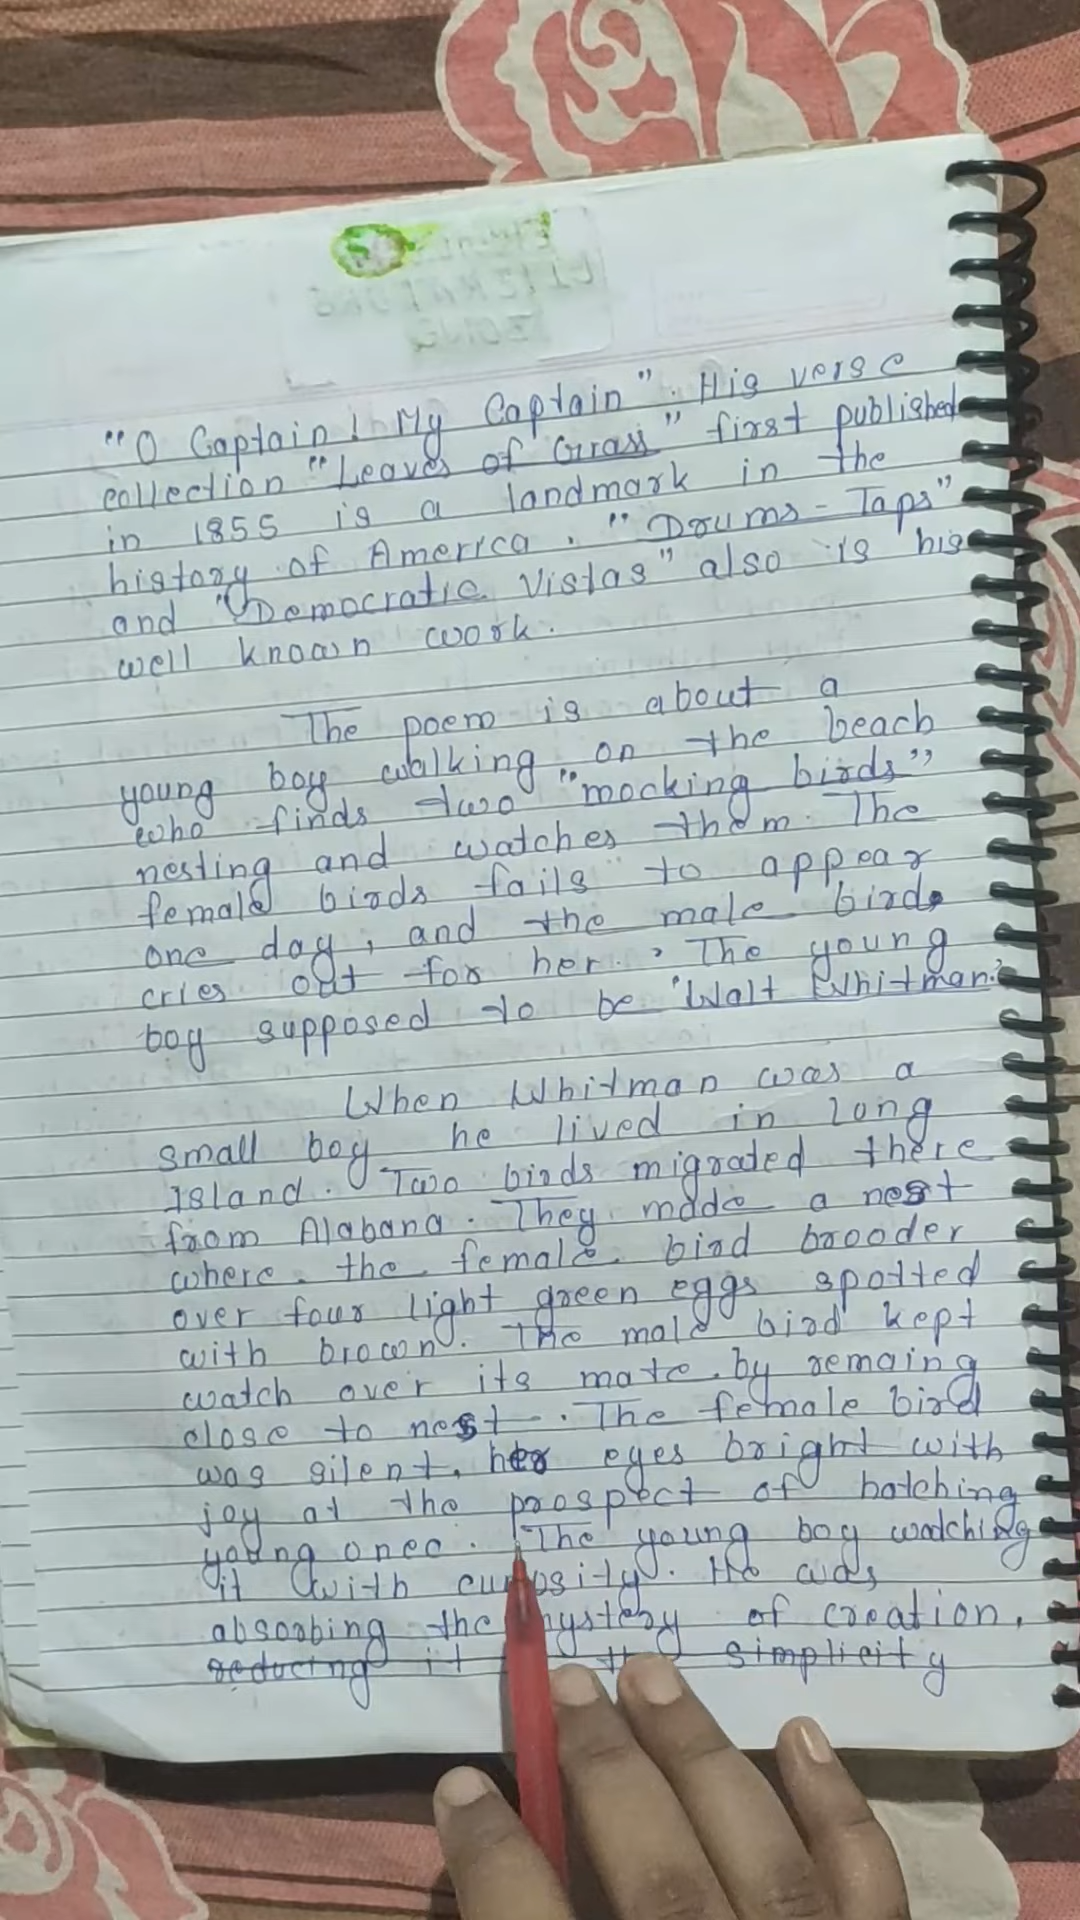 "O Captain! My Captain". His verse
collection "Leaves of Grass" first published
in 1855 is a landmark in the
history of America. "Drums-Taps"
and "Democratic Vistas" also is his
well known work.
The poem is about a
young boy walking on the beach
who finds two "mocking birds"
nesting and watches them. The
female birds fails to appear
one day, and the male birds
cries out for her. The young
boy supposed to be 'Walt Whitman.'
When Whitman was a
small boy he lived in Long
Island. Two birds migrated there
from Alabana. They made a nest
where the female bird brooder
over four light green eggs spotted
with brown. The male bird kept
watch over its mate by remaing
close to nest. The female bird
was silent, her eyes bright with
joy at the prospect of hatching
young ones. The young boy watching
it with curiosity. He was
absorbing the mystery of creation,
reducing it simplicity